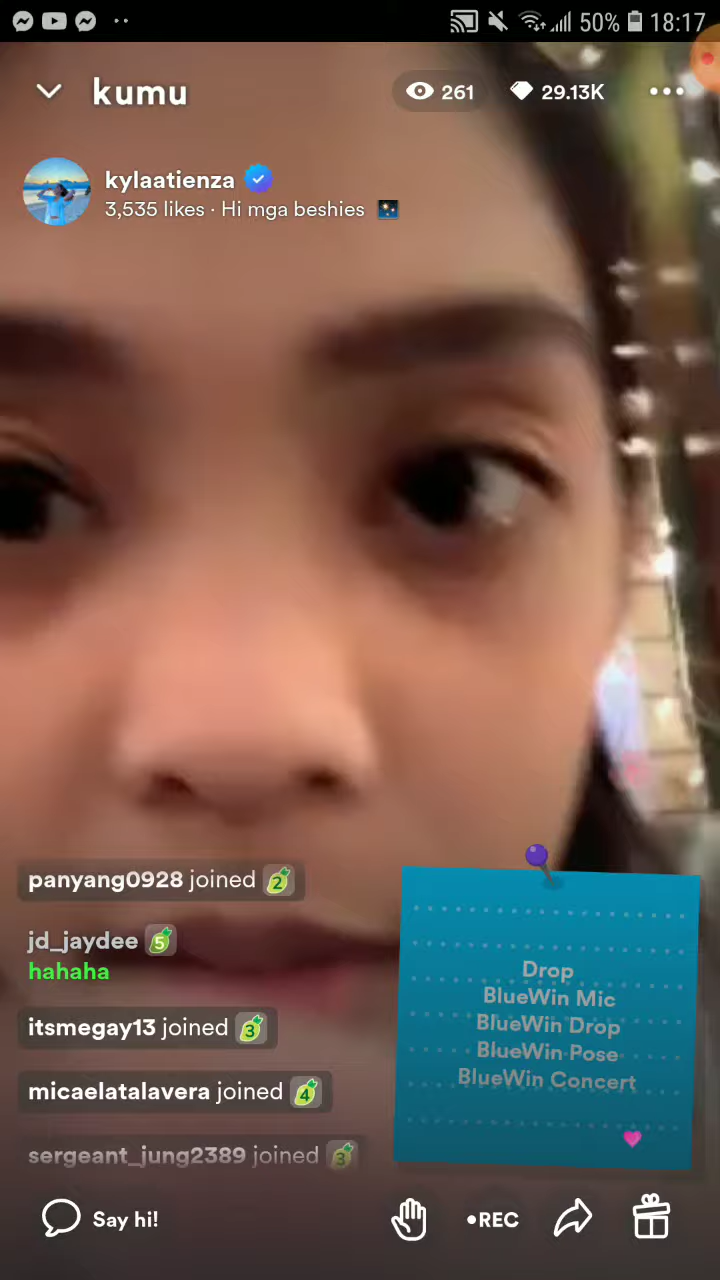 50% 18:17
kumu 261 29.13K
kylaatienza
3,535 likes · Hi mga beshies
panyang0928 joined 2
jd_jaydee 5
hahaha
itsmegay13 joined 3
micaelatalavera joined 4
sergeant_jung2389 joined 3
Drop
BlueWin Mic
BlueWin Drop
BlueWin Pose
BlueWin Concert
Say hi! •REC